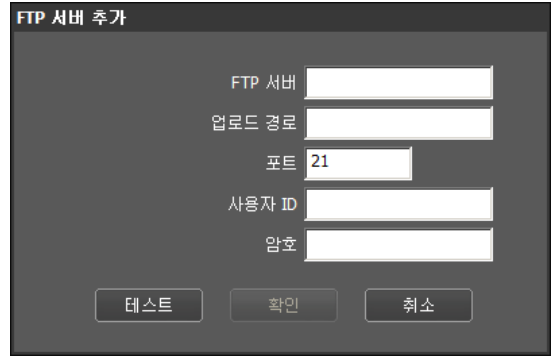 FTP 서버 추가
FTP 서버
업로드 경로
포트 21
사용자 ID
암호
테스트 확인 취소